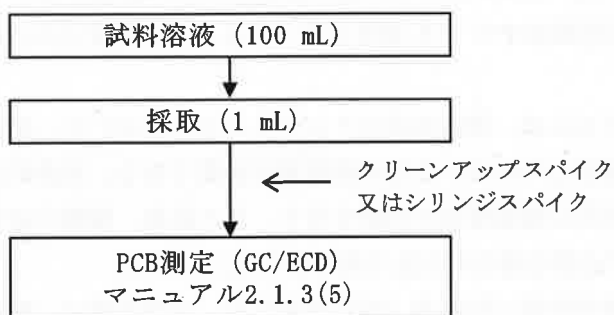 試料溶液 (100 mL)
採取 (1 mL)
クリーンアップスパイク
又はシリンジスパイク
PCB測定 (GC/ECD)
マニュアル2.1.3(5)